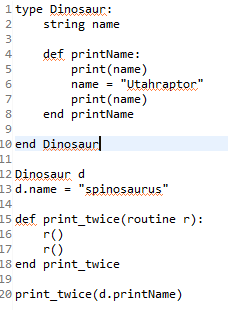 1 type Dinosaur:
2     string name
3
4     def printName:
5         print(name)
6         name = "Utahraptor"
7         print(name)
8     end printName
9
10 end Dinosaur
11
12 Dinosaur d
13 d.name = "spinosaurus"
14
15 def print_twice(routine r):
16     r()
17     r()
18 end print_twice
19
20 print_twice(d.printName)